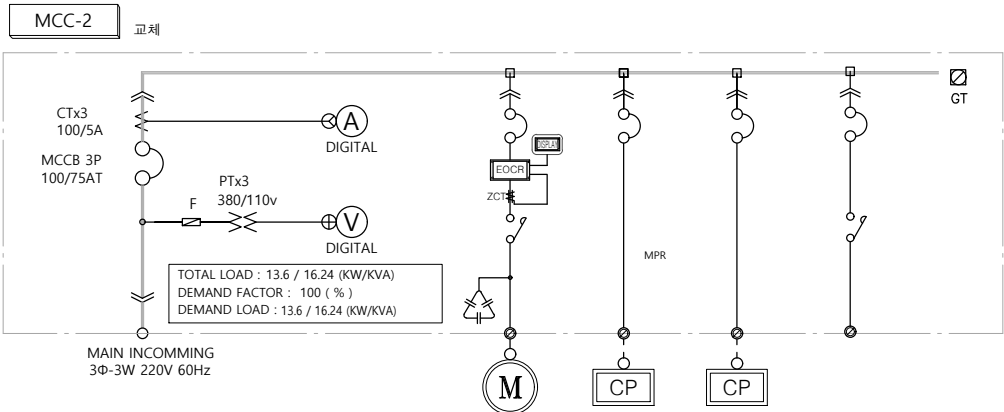 MCC-2
교체
CTx3
100/5A
A
DIGITAL
GT
MCCB 3P
100/75AT
DISPLAY
EOCR
ZCT
PTx3
380/110v
F
V
DIGITAL
MPR
TOTAL LOAD : 13.6 / 16.24 (KW/KVA)
DEMAND FACTOR : 100 ( % )
DEMAND LOAD : 13.6 / 16.24 (KW/KVA)
MAIN INCOMMING
3Φ-3W 220V 60Hz
M
CP
CP